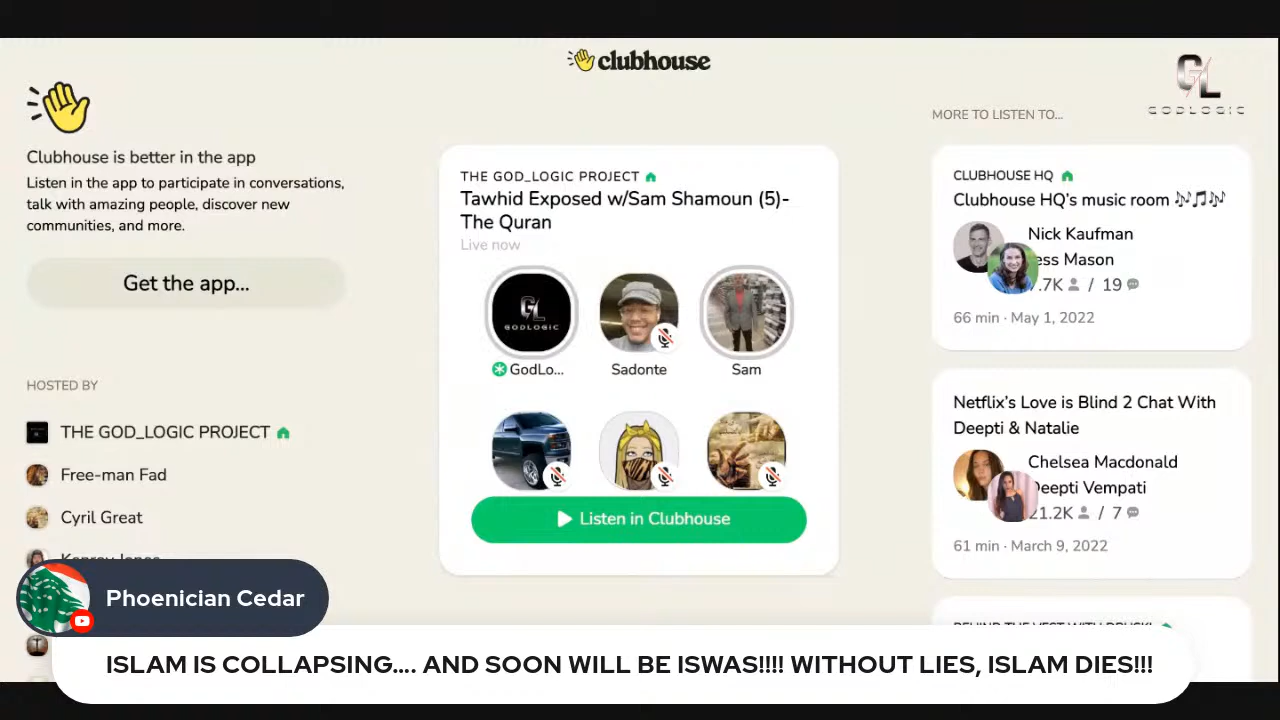 clubhouse
GL
GODLOGIC
Clubhouse is better in the app
Listen in the app to participate in conversations,
talk with amazing people, discover new
communities, and more.
Get the app...
HOSTED BY
THE GOD_LOGIC PROJECT
Free-man Fad
Cyril Great
THE GOD_LOGIC PROJECT
Tawhid Exposed w/Sam Shamoun (5)-
The Quran
Live now
GL
GODLOGIC
GodLo...
Sadonte
Sam
Listen in Clubhouse
MORE TO LISTEN TO...
CLUBHOUSE HQ
Clubhouse HQ's music room 🎶🎵🎶
Nick Kaufman
ess Mason
.7K / 19
66 min · May 1, 2022
Netflix's Love is Blind 2 Chat With
Deepti & Natalie
Chelsea Macdonald
Deepti Vempati
21.2K / 7
61 min · March 9, 2022
Phoenician Cedar
ISLAM IS COLLAPSING.... AND SOON WILL BE ISWAS!!!! WITHOUT LIES, ISLAM DIES!!!